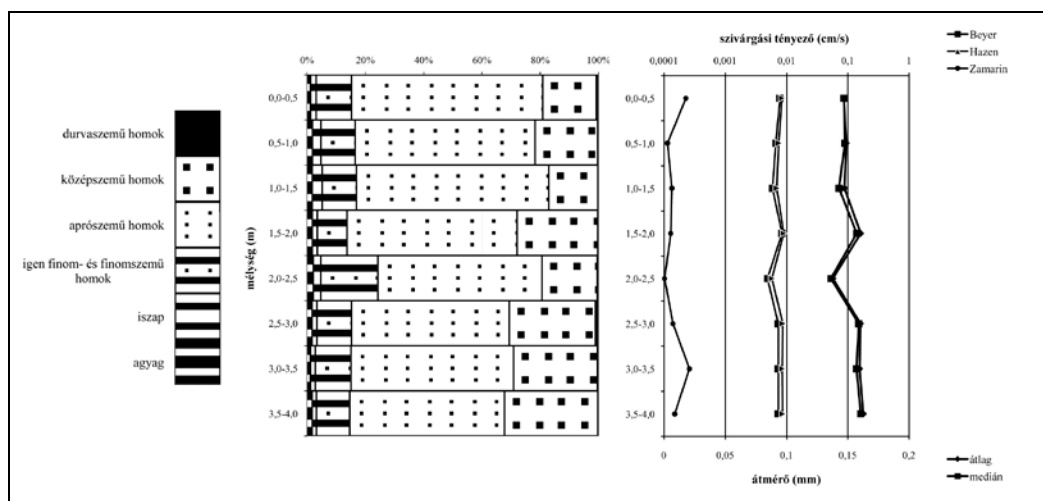 durvaszemű homok
középszemű homok
aprószemű homok
igen finom- és finomszemű
homok
iszap
agyag
0% 20% 40% 60% 80% 100%
mélység (m)
0,0-0,5
0,5-1,0
1,0-1,5
1,5-2,0
2,0-2,5
2,5-3,0
3,0-3,5
3,5-4,0
szivárgási tényező (cm/s)
0,0001 0,01 0,1 1
0,0-0,5
0,5-1,0
1,0-1,5
1,5-2,0
2,0-2,5
2,5-3,0
3,0-3,5
3,5-4,0
0 0,05 0,1 0,15 0,2
átmérő (mm)
Beyer
Hazen
Zamarin
átlag
medián